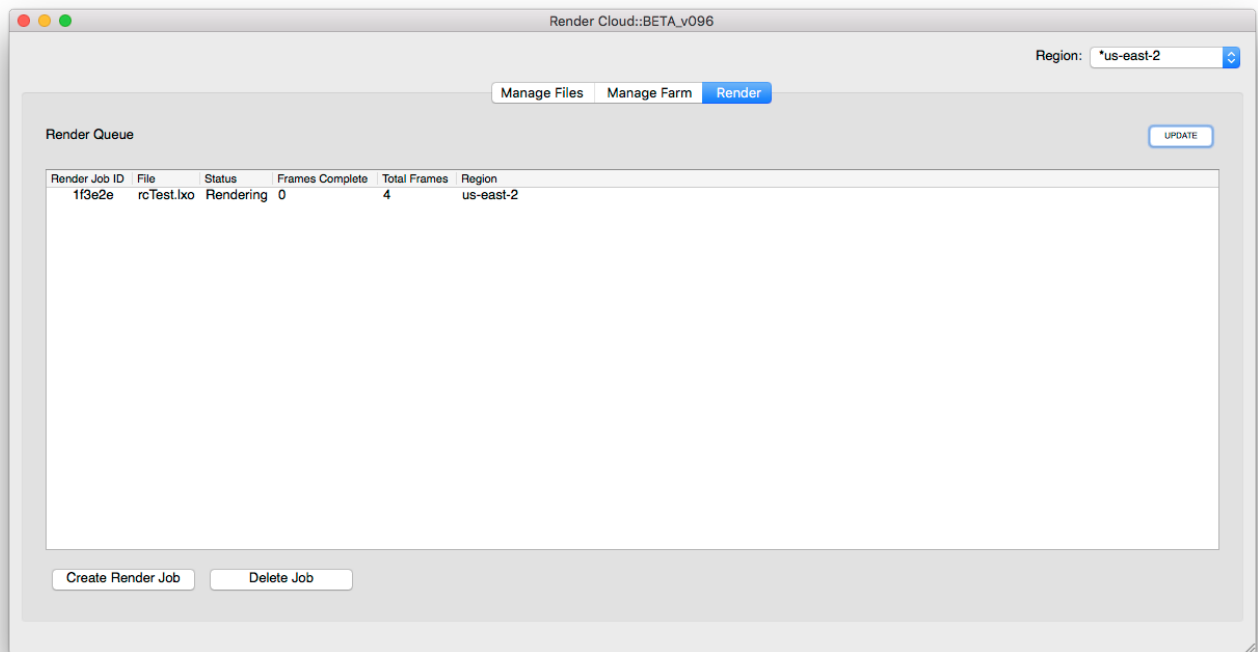 Render Cloud::BETA_v096
Region: *us-east-2
Manage Files Manage Farm Render
Render Queue UPDATE
Render Job ID File Status Frames Complete Total Frames Region
1f3e2e rcTest.lxo Rendering 0 4 us-east-2
Create Render Job Delete Job